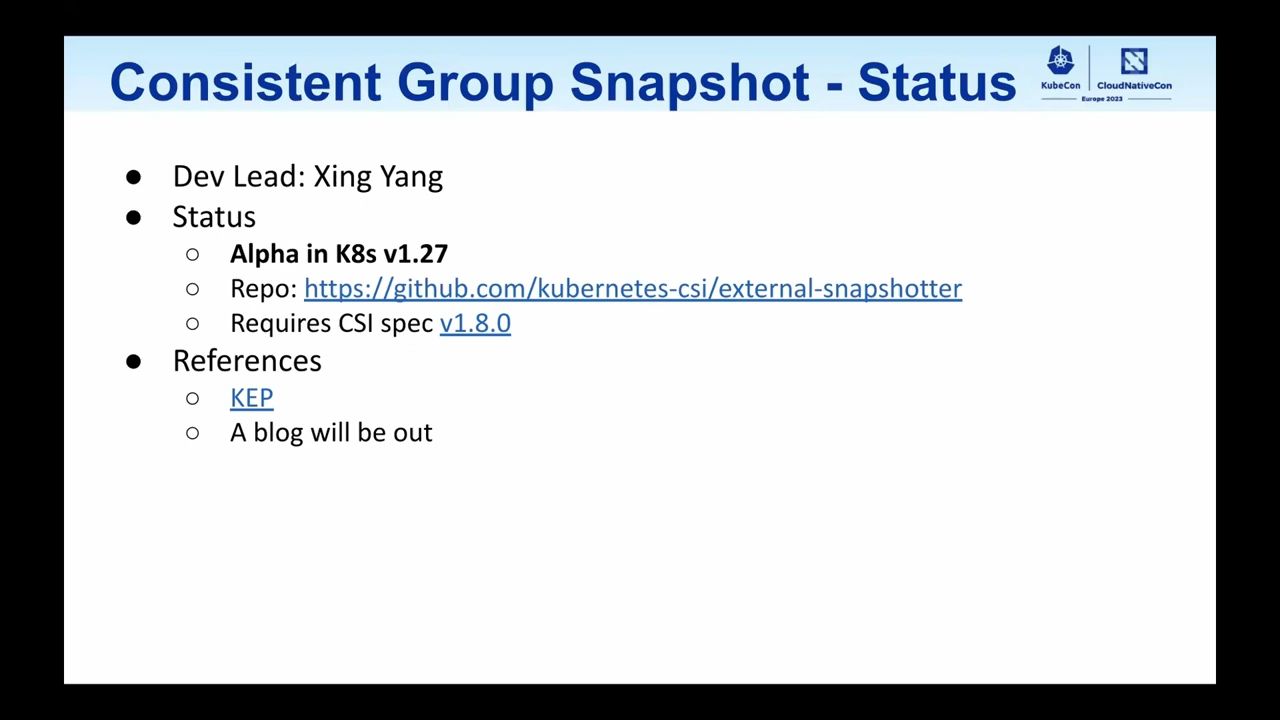 Consistent Group Snapshot - Status
KubeCon
CloudNativeCon
Europe 2023
● Dev Lead: Xing Yang
● Status
○ Alpha in K8s v1.27
○ Repo: https://github.com/kubernetes-csi/external-snapshotter
○ Requires CSI spec v1.8.0
● References
○ KEP
○ A blog will be out